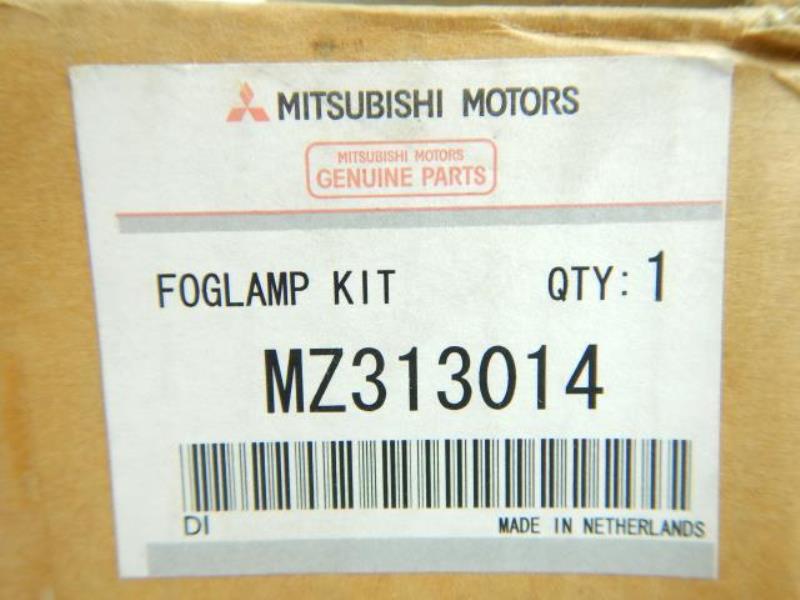 MITSUBISHI MOTORS
MITSUBISHI MOTORS
GENUINE PARTS
FOGLAMP KIT QTY: 1
MZ313014
DI MADE IN NETHERLANDS